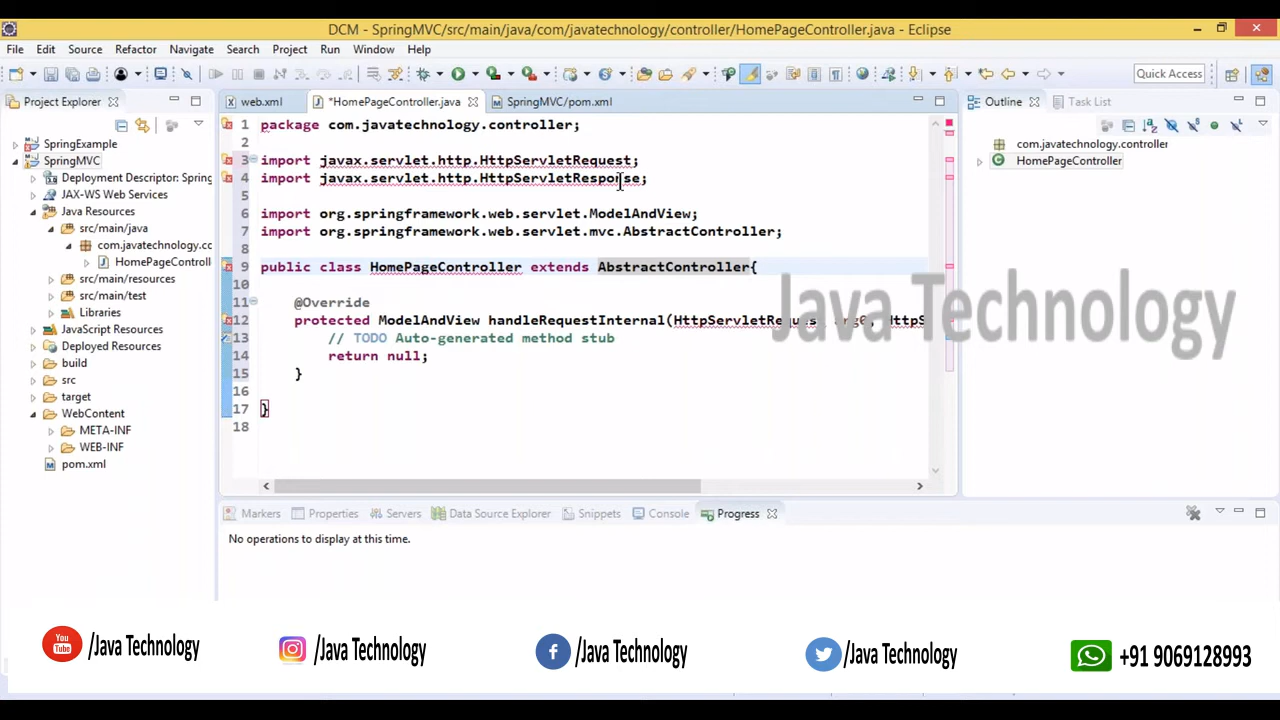 DCM - SpringMVC/src/main/java/com/javatechnology/controller/HomePageController.java - Eclipse
File Edit Source Refactor Navigate Search Project Run Window Help
Quick Access
Project Explorer
web.xml
*HomePageController.java
SpringMVC/pom.xml
Outline
Task List
SpringExample
SpringMVC
Deployment Descriptor: Spring
JAX-WS Web Services
Java Resources
src/main/java
com.javatechnology.cc
HomePageControll
src/main/resources
src/main/test
Libraries
JavaScript Resources
Deployed Resources
build
src
target
WebContent
META-INF
WEB-INF
pom.xml
1 package com.javatechnology.controller;
2
3 import javax.servlet.http.HttpServletRequest;
4 import javax.servlet.http.HttpServletResponse;
5
6 import org.springframework.web.servlet.ModelAndView;
7 import org.springframework.web.servlet.mvc.AbstractController;
8
9 public class HomePageController extends AbstractController{
10
11 @Override
12 protected ModelAndView handleRequestInternal(HttpServletRequest arg0, HttpS
13 // TODO Auto-generated method stub
14 return null;
15 }
16
17 }
18
com.javatechnology.controller
HomePageController
Java Technology
Markers Properties Servers Data Source Explorer Snippets Console Progress
No operations to display at this time.
You
Tube
/Java Technology
/Java Technology
/Java Technology
/Java Technology
+91 9069128993